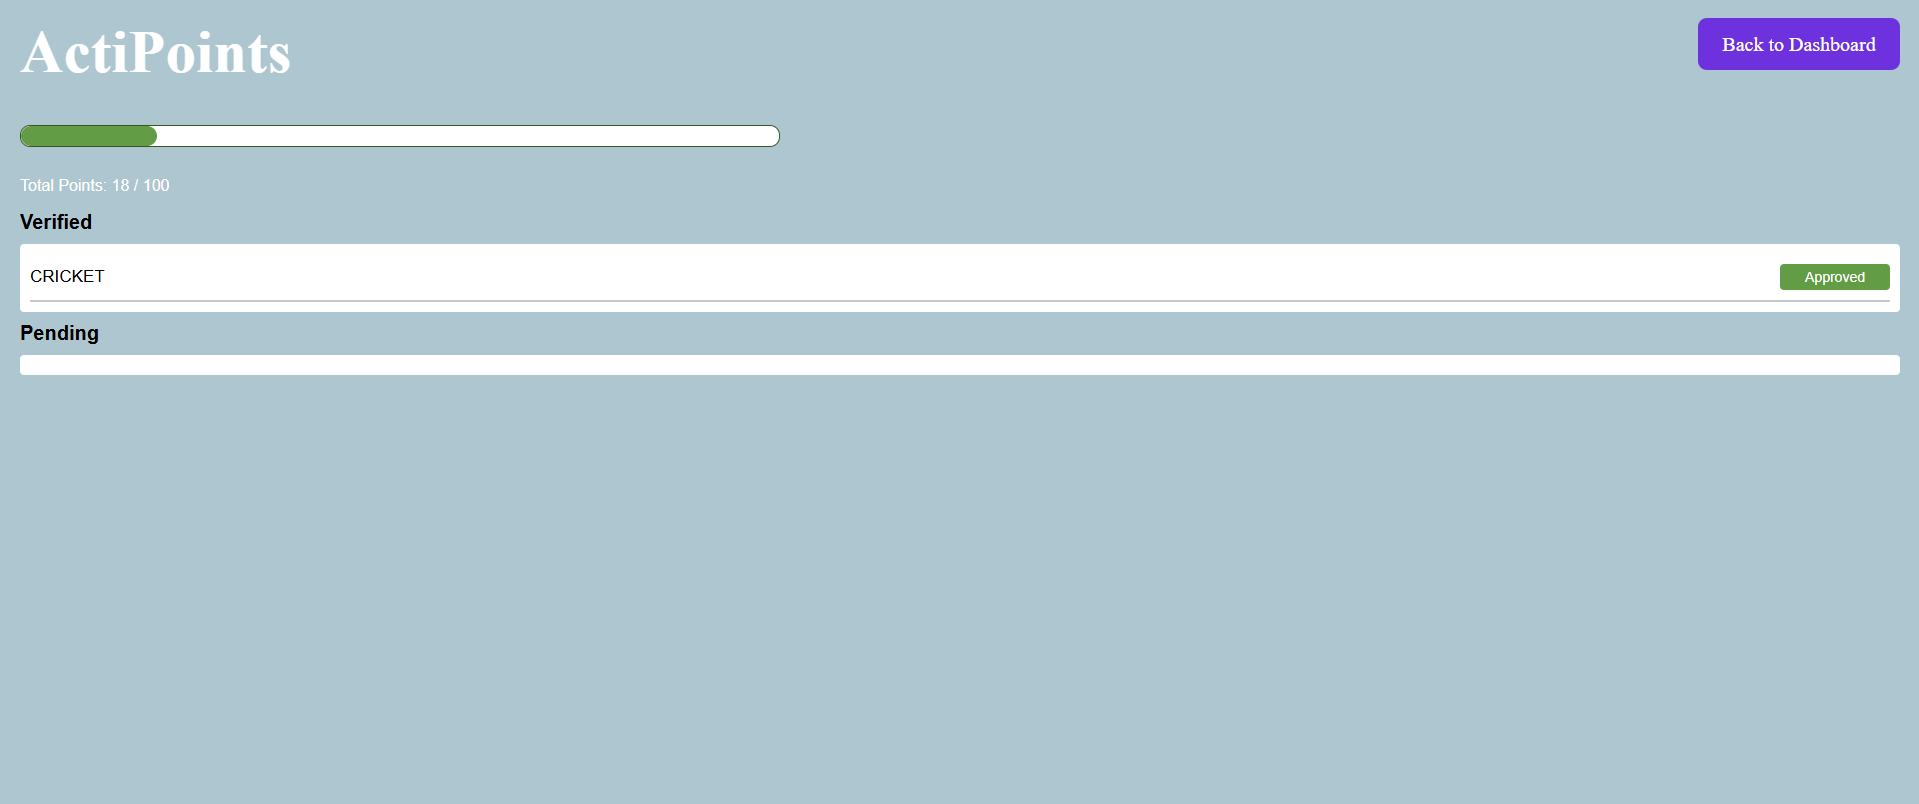 ActiPoints
Back to Dashboard
Total Points: 18 / 100
Verified
CRICKET
Approved
Pending